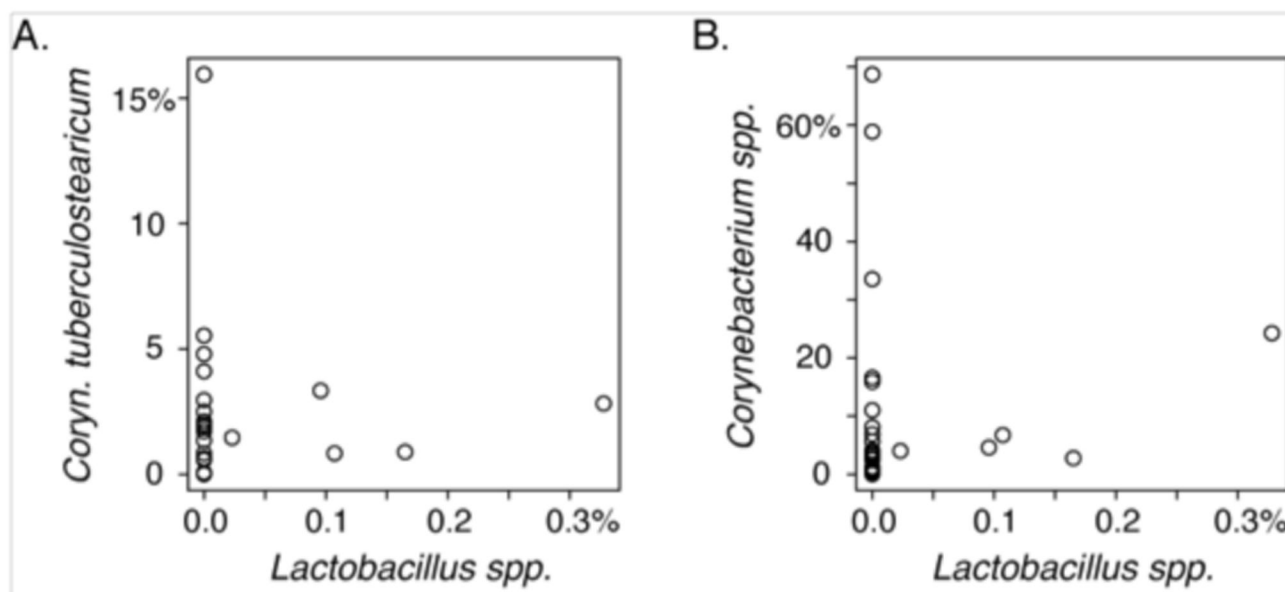 A.
Coryn. tuberculostearicum
15%
10
5
0
0.0 0.1 0.2 0.3%
Lactobacillus spp.
B.
Corynebacterium spp.
60%
40
20
0
0.0 0.1 0.2 0.3%
Lactobacillus spp.